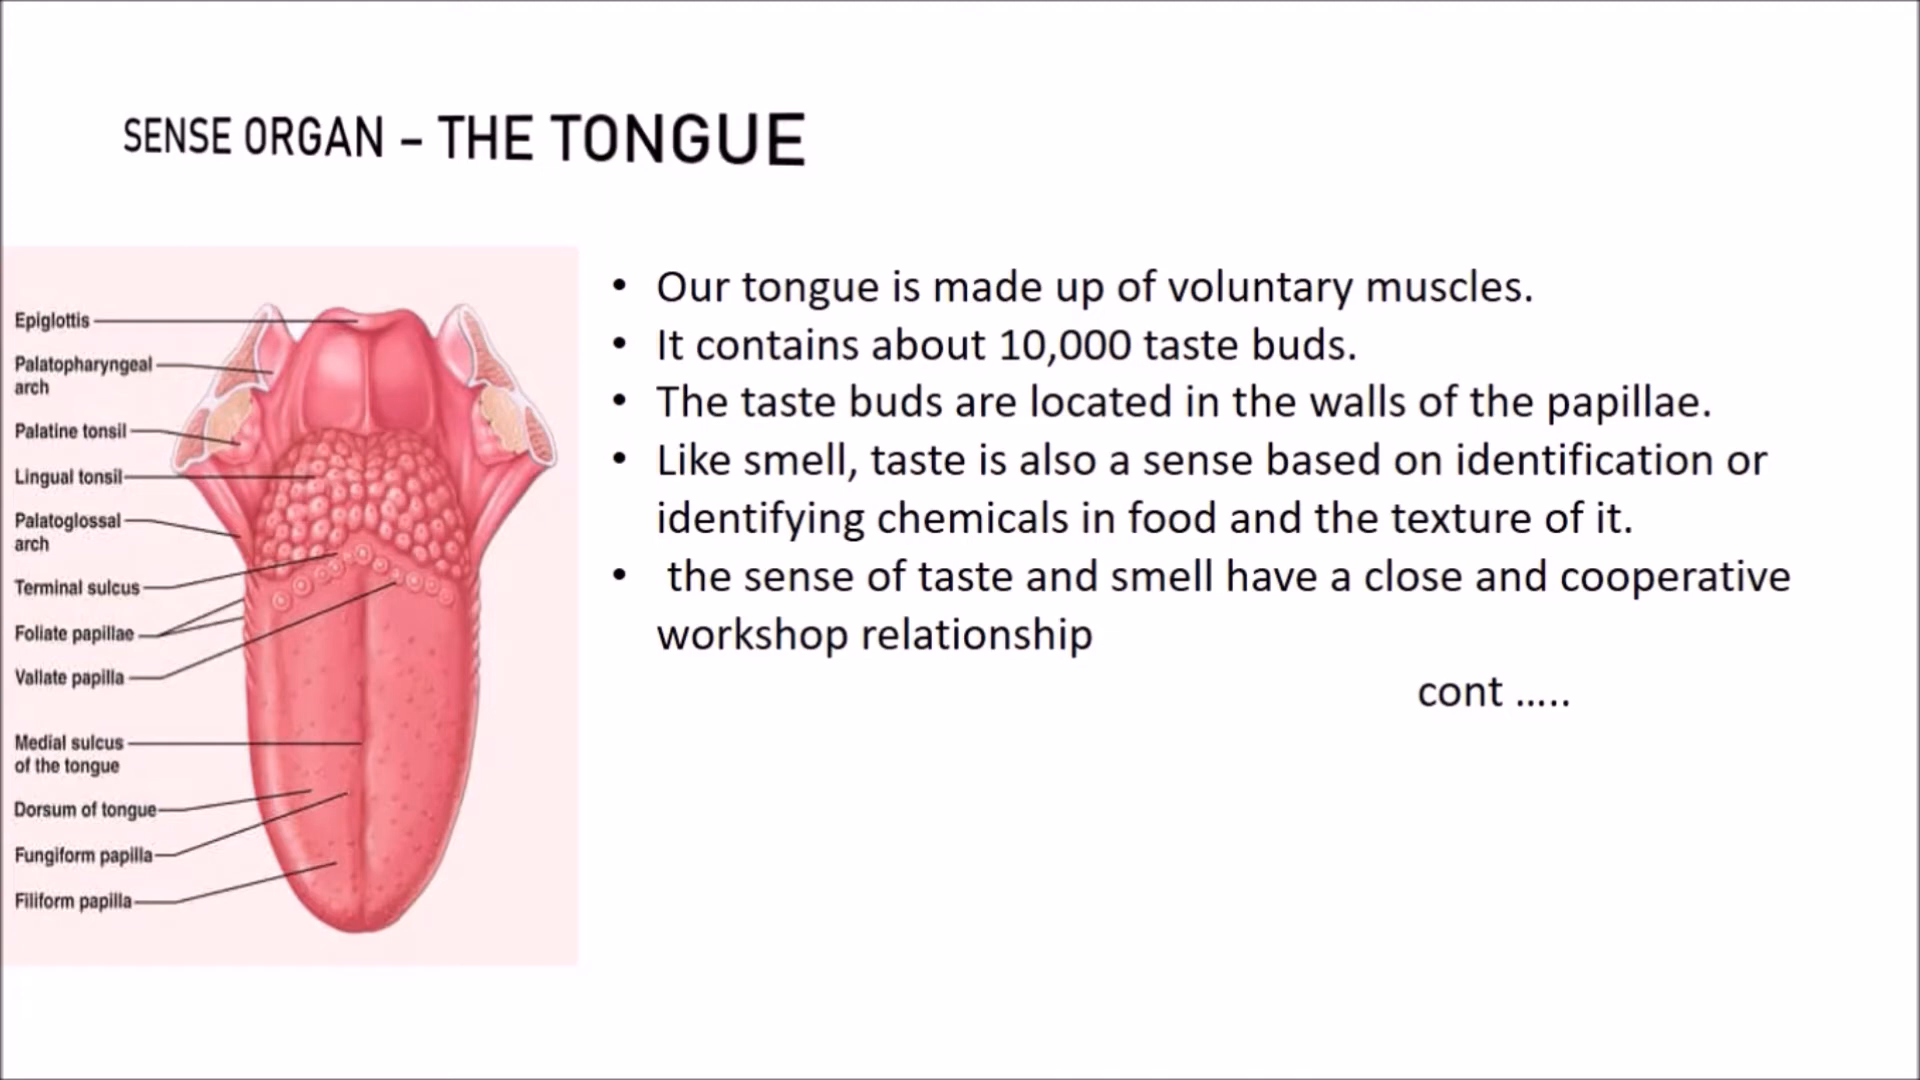 SENSE ORGAN – THE TONGUE
Epiglottis
Palatopharyngeal
arch
Palatine tonsil
Lingual tonsil
Palatoglossal
arch
Terminal sulcus
Foliate papillae
Vallate papilla
Medial sulcus
of the tongue
Dorsum of tongue
Fungiform papilla
Filiform papilla
• Our tongue is made up of voluntary muscles.
• It contains about 10,000 taste buds.
• The taste buds are located in the walls of the papillae.
• Like smell, taste is also a sense based on identification or
identifying chemicals in food and the texture of it.
• the sense of taste and smell have a close and cooperative
workshop relationship
cont .....